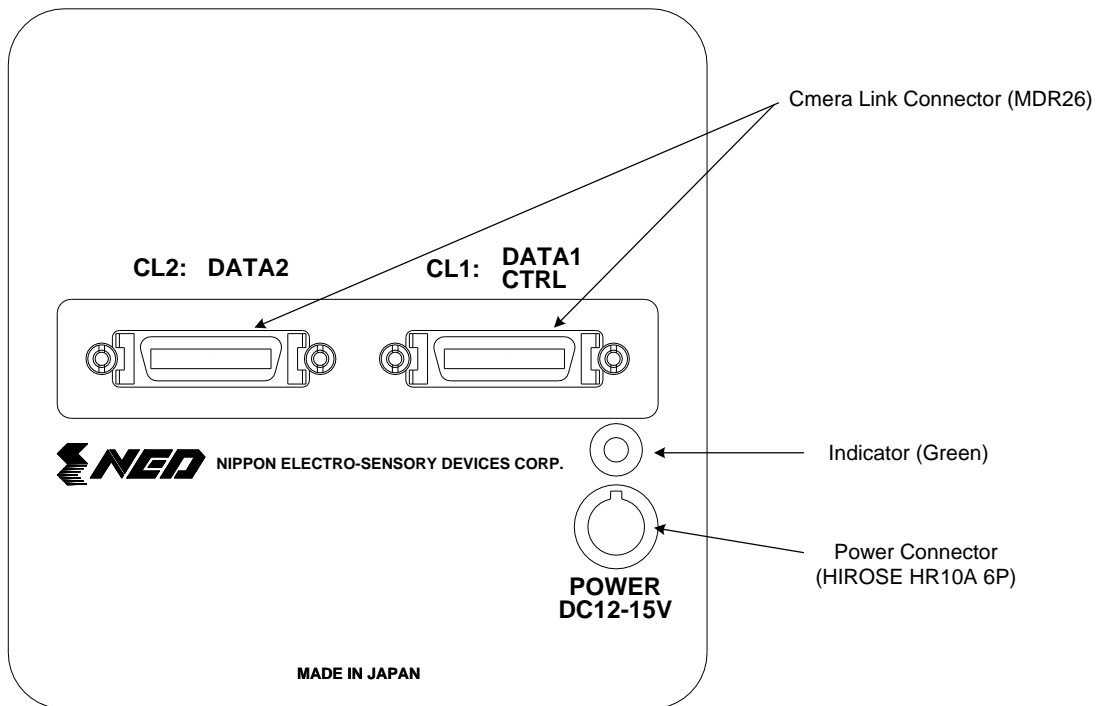 Cmera Link Connector (MDR26)
CL2: DATA2
CL1: DATA1
CTRL
NED NIPPON ELECTRO-SENSORY DEVICES CORP.
Indicator (Green)
Power Connector
(HIROSE HR10A 6P)
POWER
DC12-15V
MADE IN JAPAN